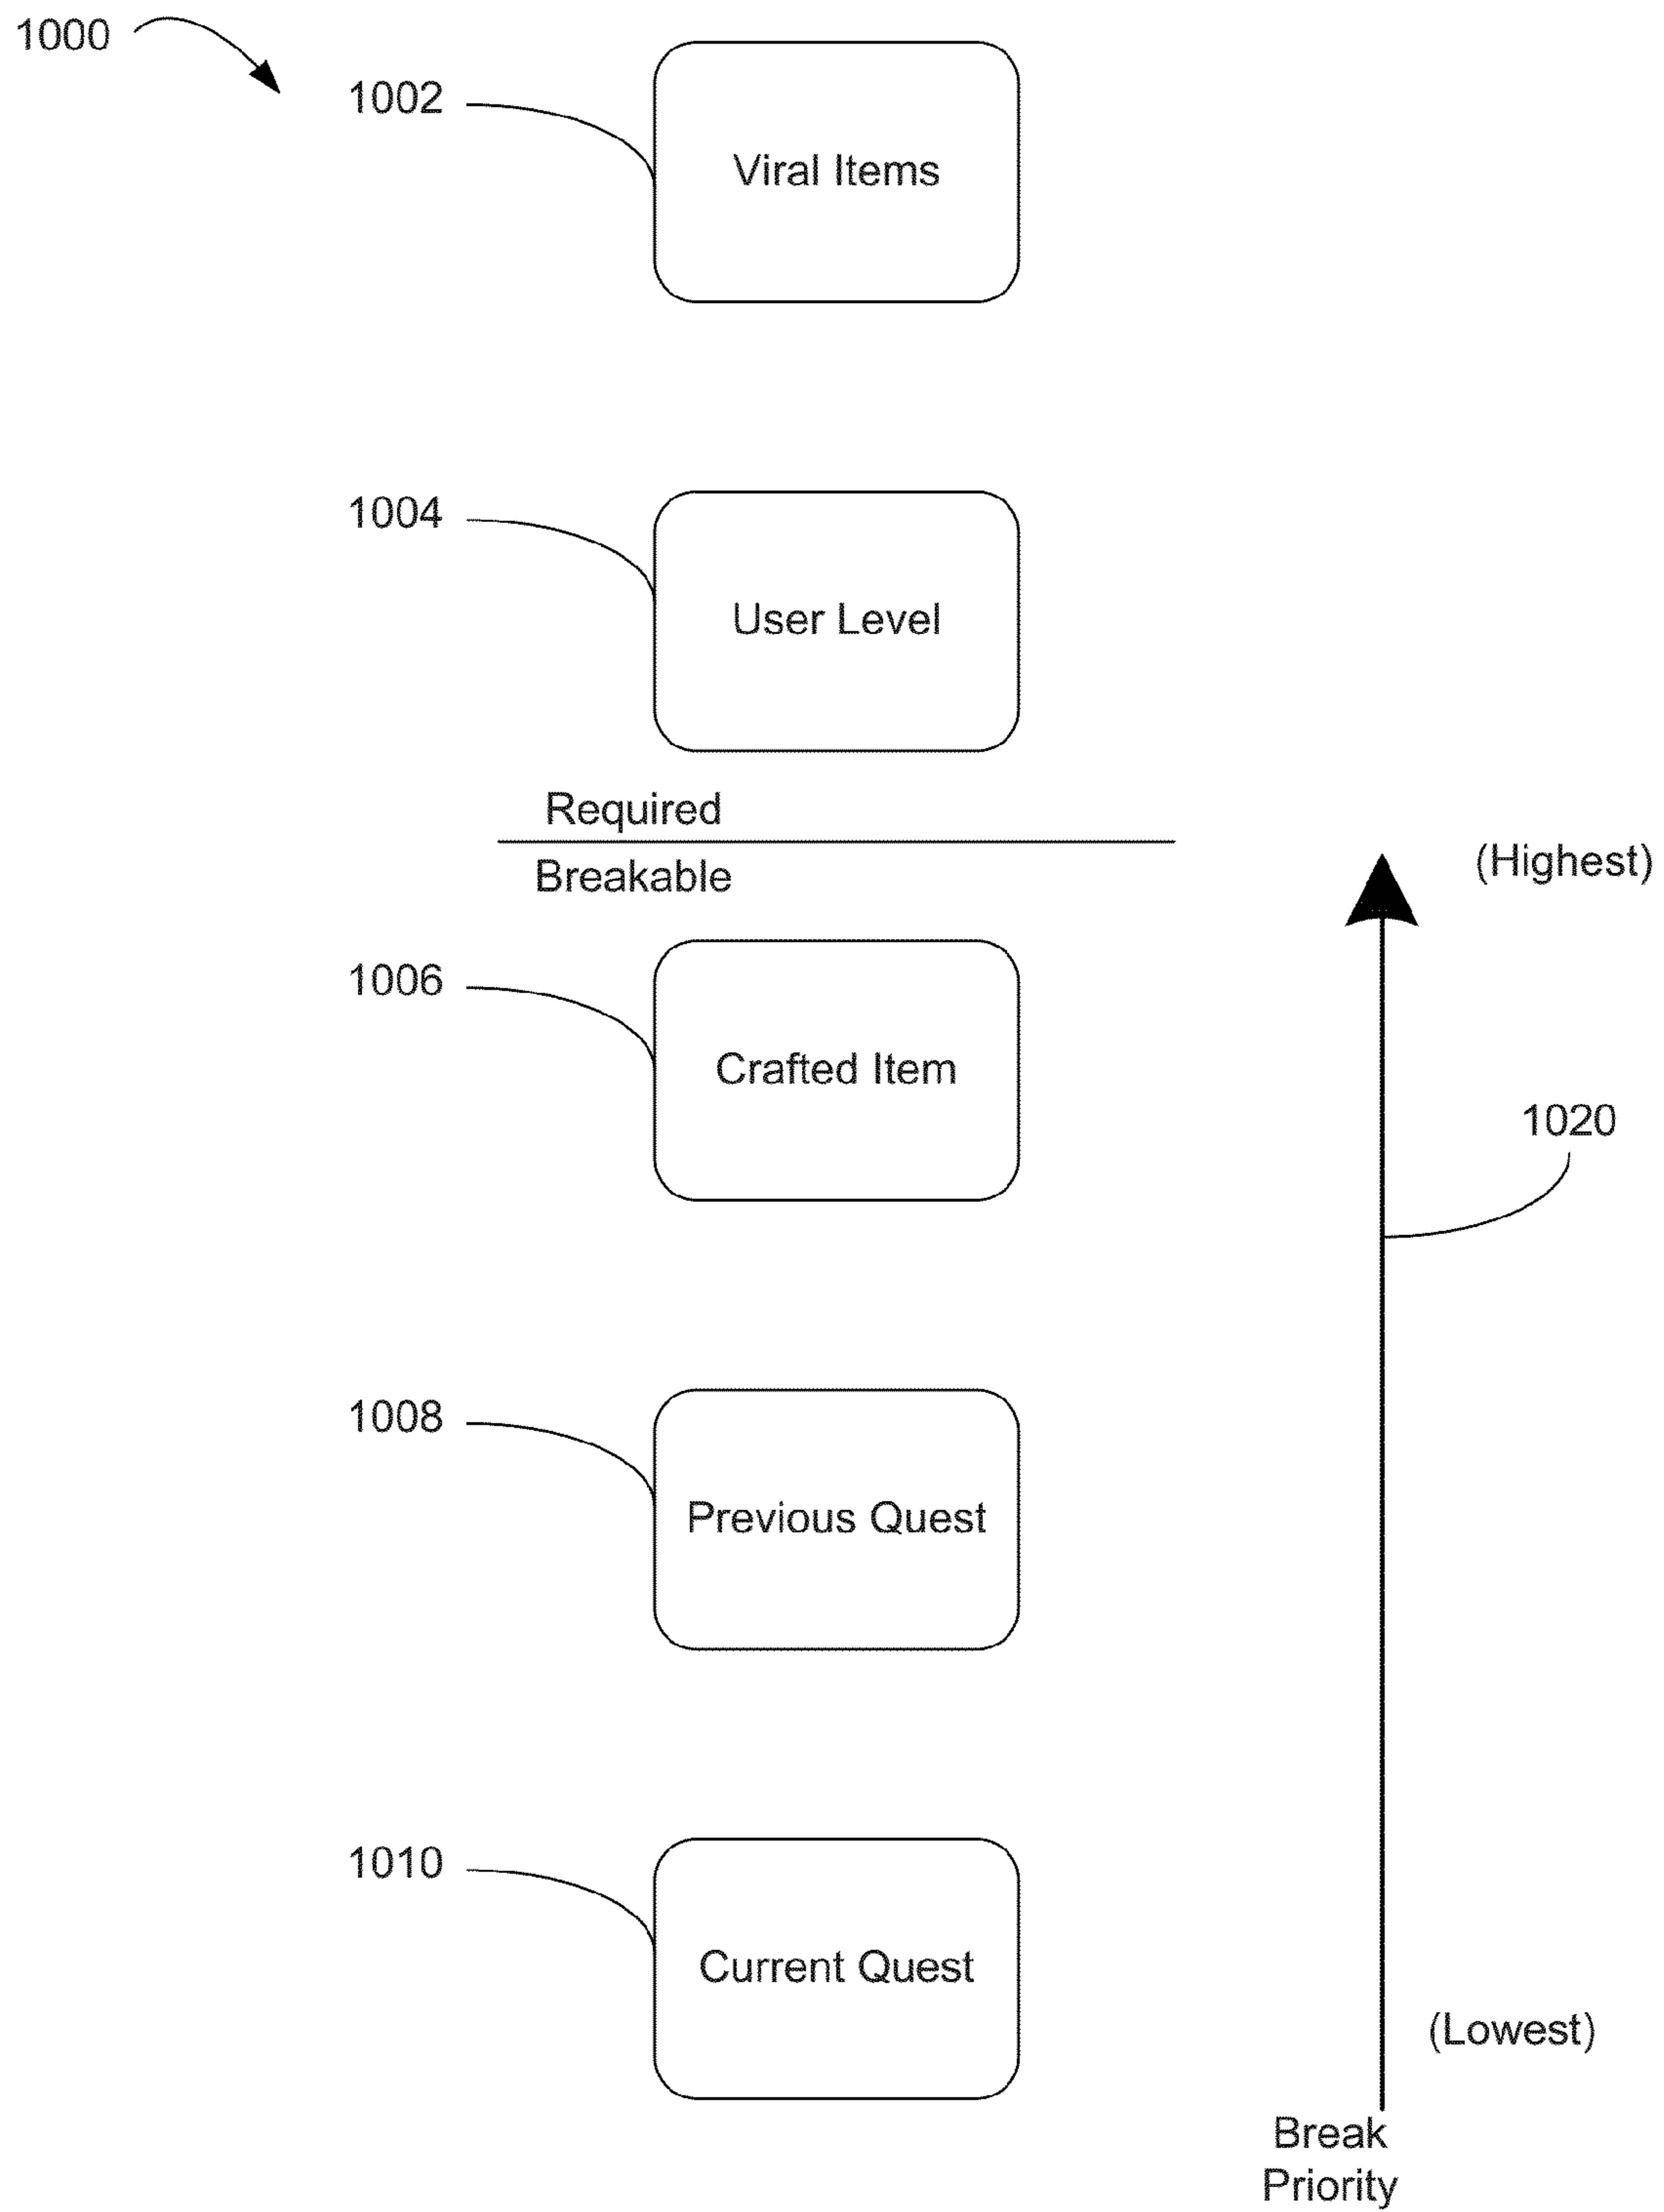 1000
1002
Viral Items
1004
User Level
Required
Breakable
(Highest)
1006
Crafted Item
1020
1008
Previous Quest
1010
Current Quest
(Lowest)
Break
Priority